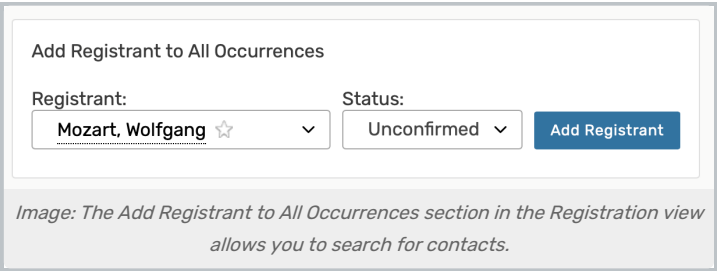 Add Registrant to All Occurrences
Registrant: Status:
Mozart, Wolfgang Unconfirmed Add Registrant
Image: The Add Registrant to All Occurrences section in the Registration view
allows you to search for contacts.